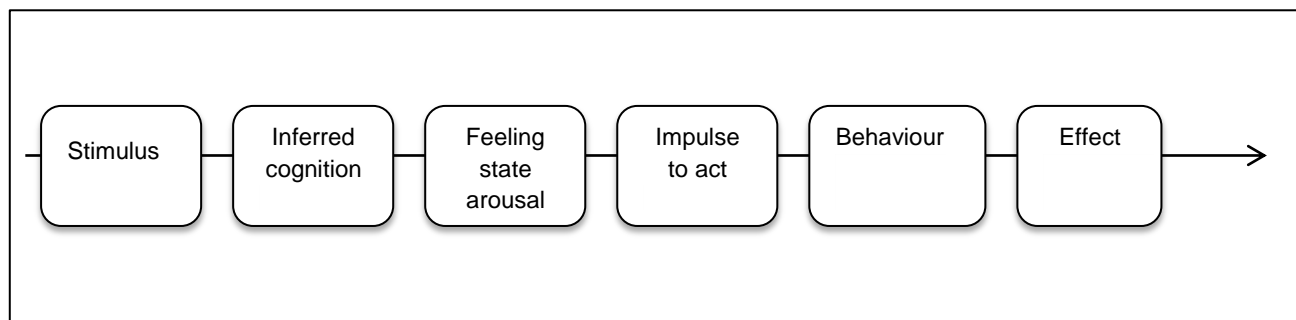 Stimulus
Inferred
cognition
Feeling
state
arousal
Impulse
to act
Behaviour
Effect